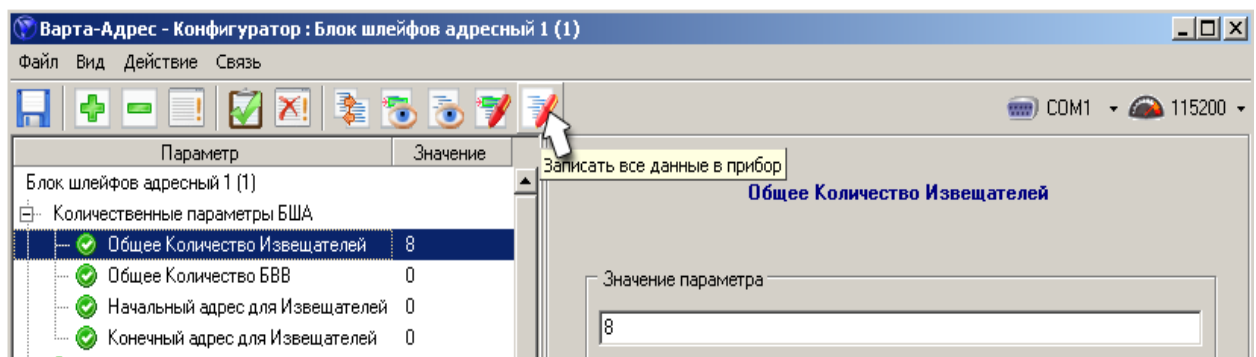 Варта-Адрес - Конфигуратор : Блок шлейфов адресный 1 (1)
Файл Вид Действие Связь
COM1 115200
Параметр Значение
Записать все данные в прибор
Блок шлейфов адресный 1 (1)
Общее Количество Извещателей
Количественные параметры БША
Общее Количество Извещателей 8
Общее Количество БВВ 0
Значение параметра
Начальный адрес для Извещателей 0
8
Конечный адрес для Извещателей 0